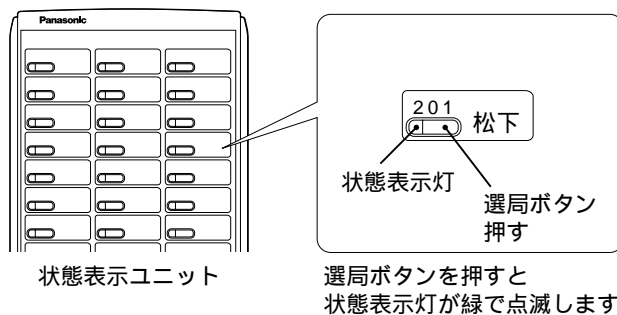 Panasonic
201
松下
状態表示灯
選局ボタン
押す
状態表示ユニット
選局ボタンを押すと
状態表示灯が緑で点滅します